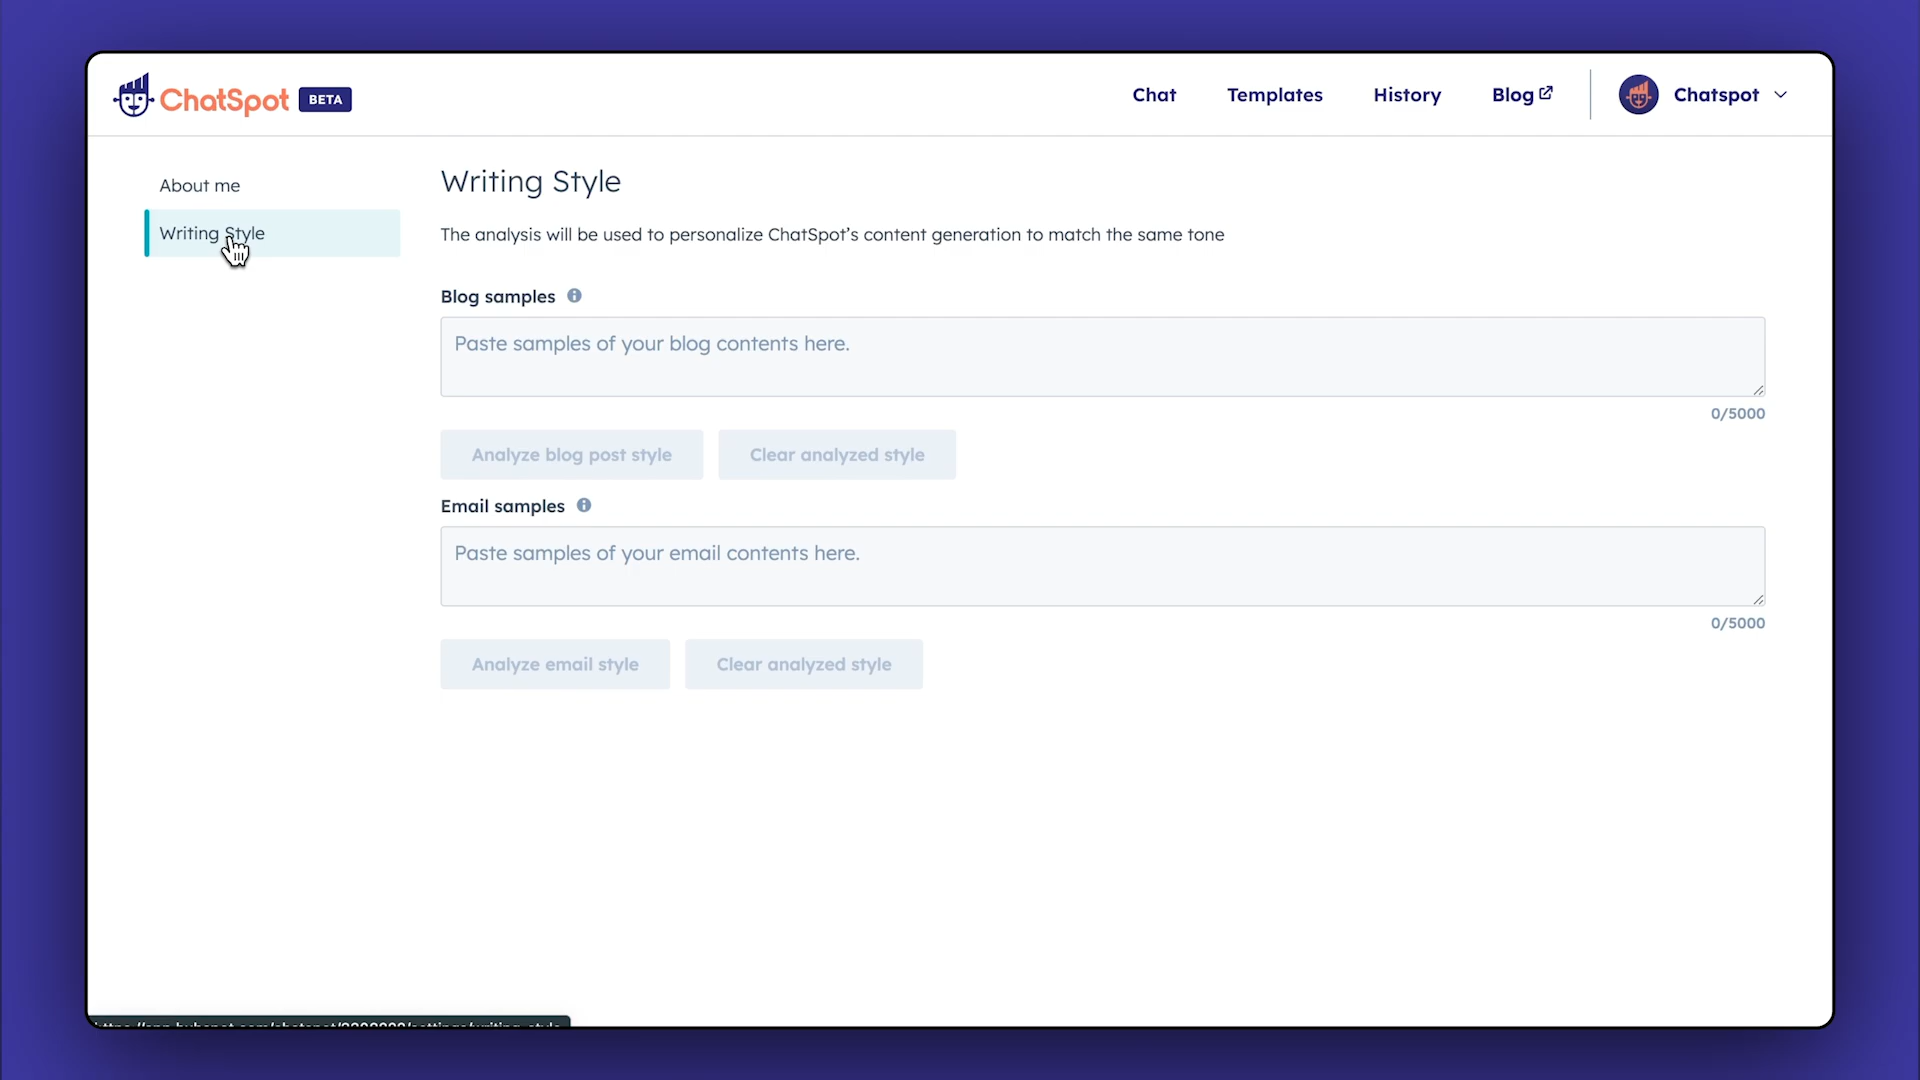 ChatSpot BETA
Chat Templates History Blog Chatspot
About me
Writing Style
Writing Style
The analysis will be used to personalize ChatSpot’s content generation to match the same tone
Blog samples
Paste samples of your blog contents here.
0/5000
Analyze blog post style Clear analyzed style
Email samples
Paste samples of your email contents here.
0/5000
Analyze email style Clear analyzed style